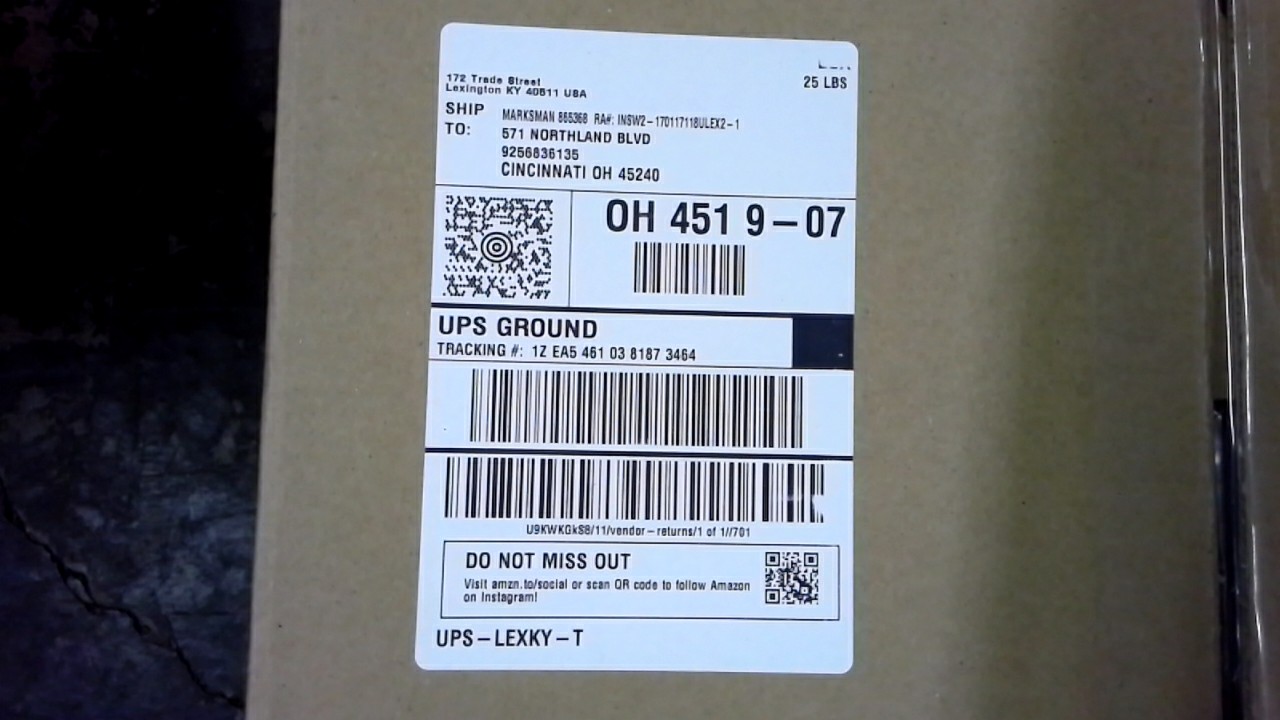 25 LBS
172 Trade Street
Lexington KY 40511 USA
SHIP TO:
MARKSMAN 865368 RA#: INSW2-170117118ULEX2-1
571 NORTHLAND BLVD
9256836135
CINCINNATI OH 45240
OH 451 9-07
UPS GROUND
TRACKING #: 1Z EA5 461 03 8187 3464
U9KWKGkS8/11/vendor-returns/1 of 1//701
DO NOT MISS OUT
Visit amzn.to/social or scan QR code to follow Amazon
on Instagram!
UPS-LEXKY-T